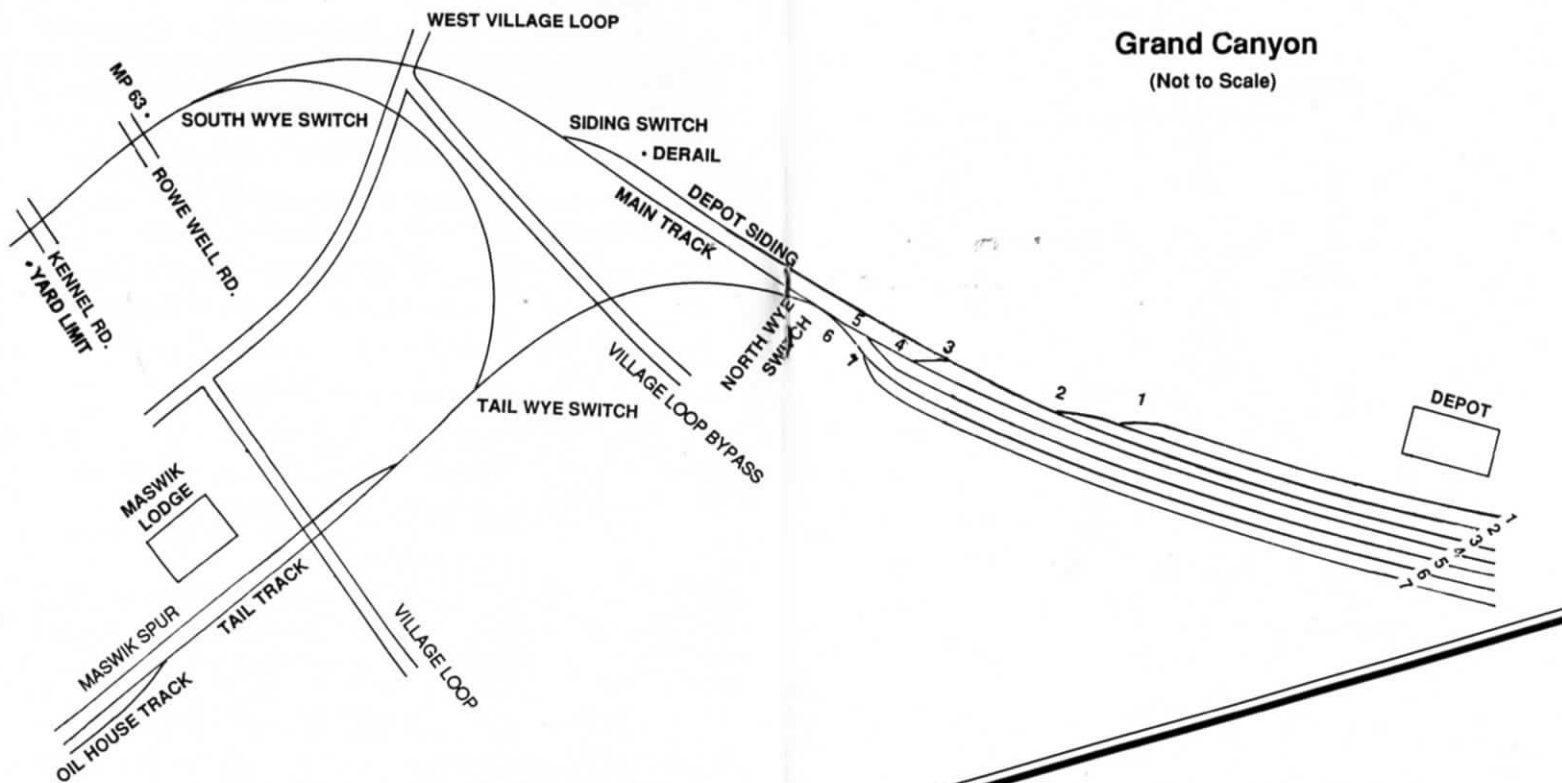 WEST VILLAGE LOOP
Grand Canyon
(Not to Scale)
MP 63
SOUTH WYE SWITCH
SIDING SWITCH
DERAIL
ROWE WELL RD.
DEPOT SIDING
MAIN TRACK
KENNEL RD.
YARD LIMIT
NORTH WYE
SWITCH
5
6
4
3
7
2
1
DEPOT
VILLAGE LOOP BYPASS
TAIL WYE SWITCH
MASWIK
LODGE
1
2
3
4
5
6
7
TAIL TRACK
MASWIK SPUR
VILLAGE LOOP
OIL HOUSE TRACK